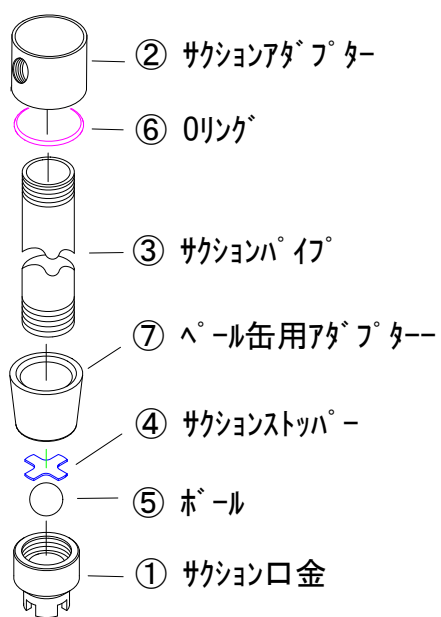 ② ｻｸｼｮﾝｱﾀﾞﾌﾟﾀｰ
⑥ Oﾘﾝｸﾞ
③ ｻｸｼｮﾝﾊﾟｲﾌﾟ
⑦ ﾍﾟｰﾙ缶用ｱﾀﾞﾌﾟﾀｰｰ
④ ｻｸｼｮﾝｽﾄｯﾊﾟｰ
⑤ ﾎﾞｰﾙ
① ｻｸｼｮﾝ口金